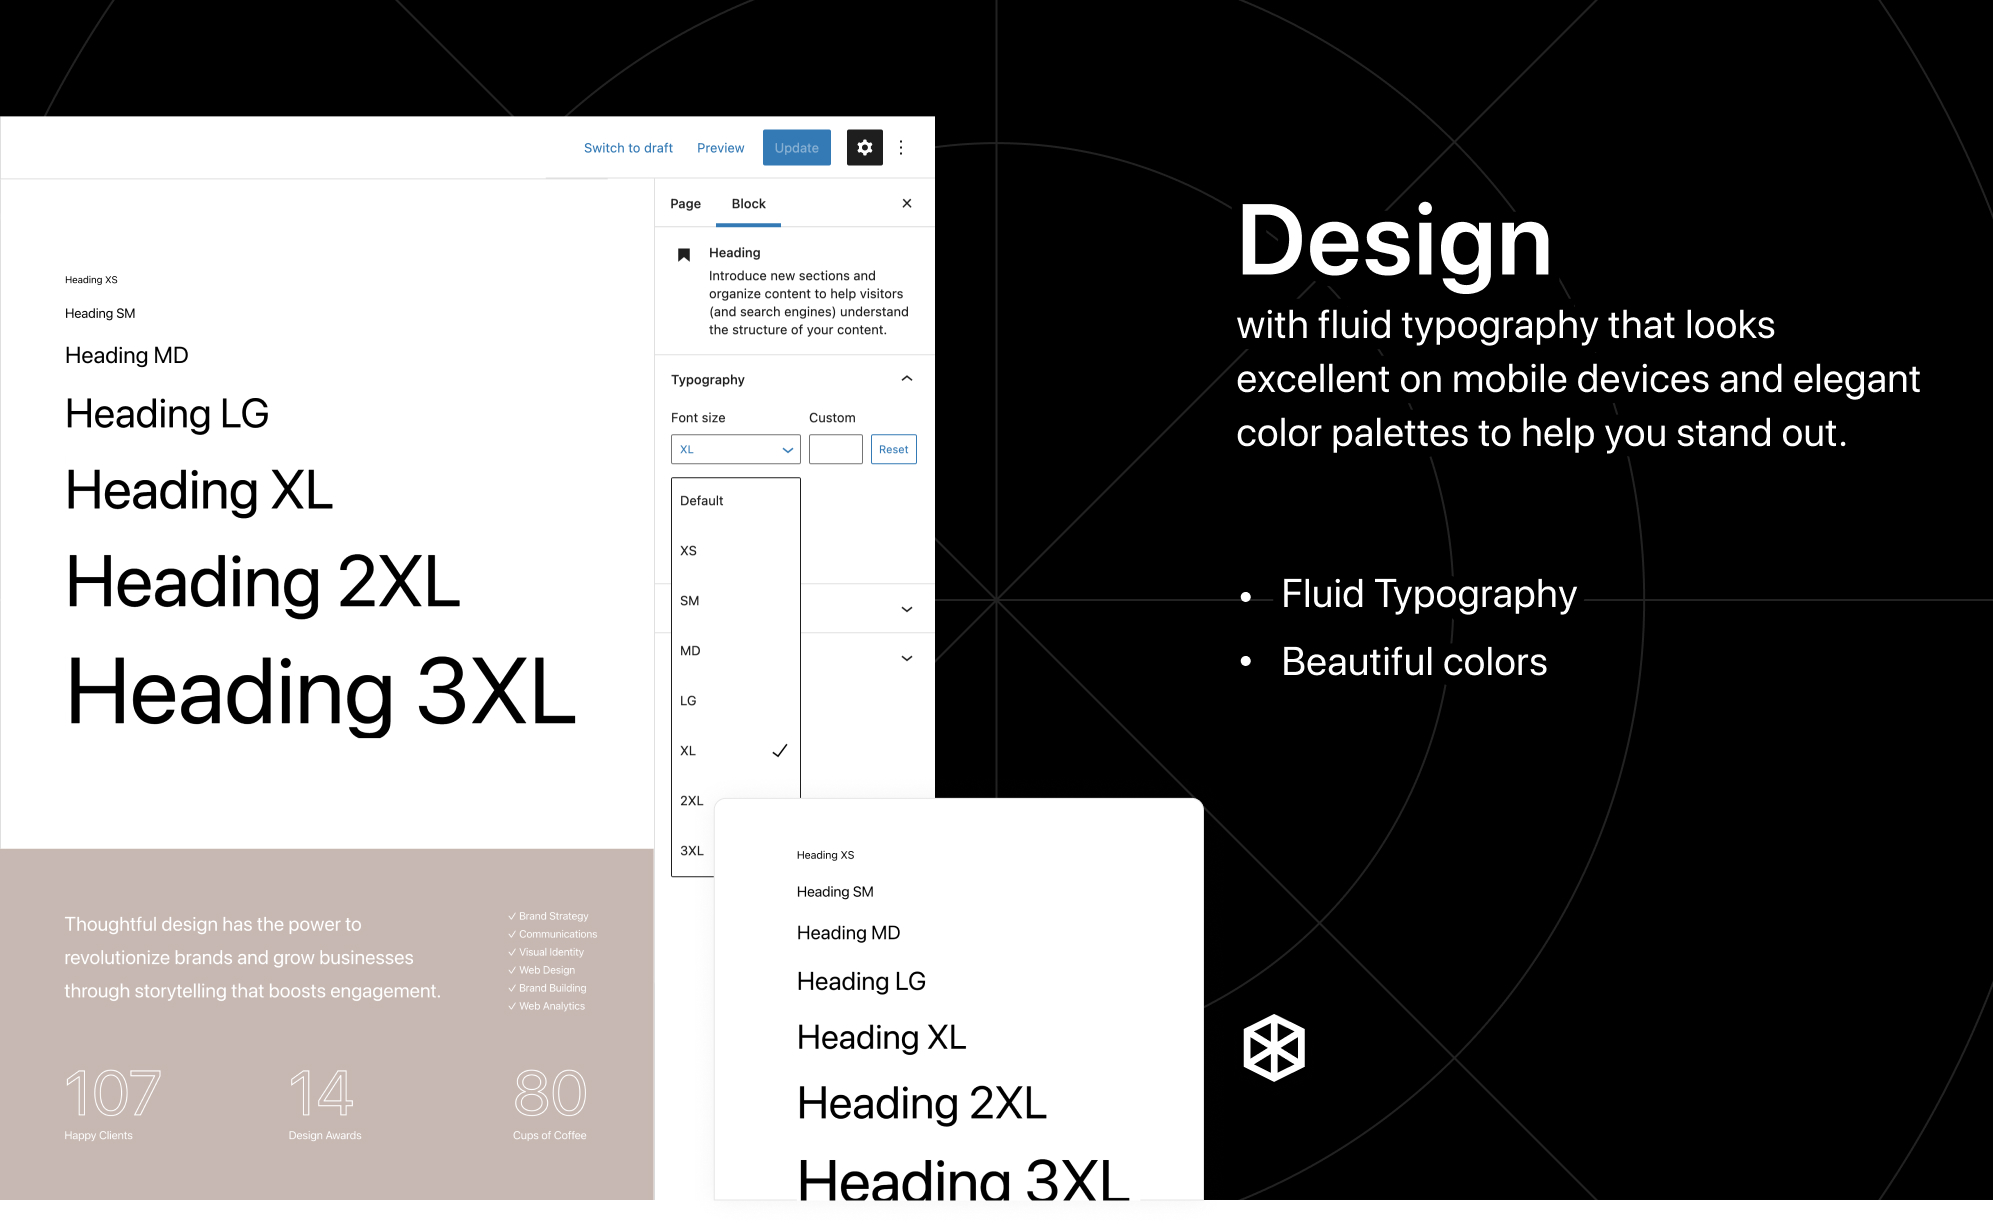 Switch to draft
Preview
Update
Page
Block
Heading
Introduce new sections and
organize content to help visitors
(and search engines) understand
the structure of your content.
Typography
Font size
Custom
XL
Reset
Default
XS
SM
MD
LG
XL
2XL
3XL
Heading XS
Heading SM
Heading MD
Heading LG
Heading XL
Heading 2XL
Heading 3XL
Thoughtful design has the power to
revolutionize brands and grow businesses
through storytelling that boosts engagement.
✓ Brand Strategy
✓ Communications
✓ Visual Identity
✓ Web Design
✓ Brand Building
✓ Web Analytics
107
Happy Clients
14
Design Awards
80
Cups of Coffee
Heading XS
Heading SM
Heading MD
Heading LG
Heading XL
Heading 2XL
Heading 3XL
Design
with fluid typography that looks
excellent on mobile devices and elegant
color palettes to help you stand out.
• Fluid Typography
• Beautiful colors